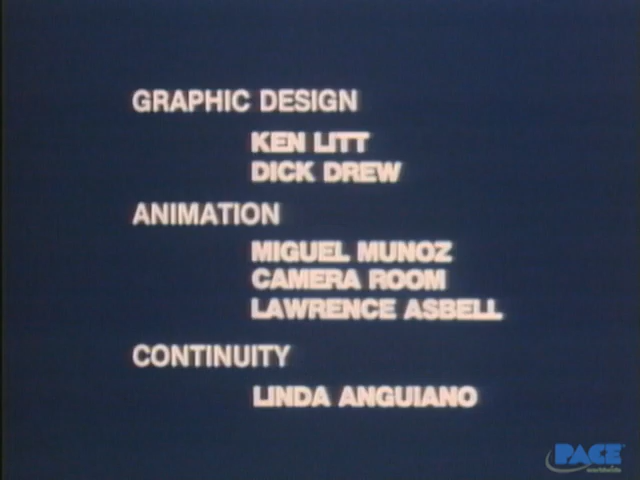 GRAPHIC DESIGN
KEN LITT
DICK DREW
ANIMATION
MIGUEL MUNOZ
CAMERA ROOM
LAWRENCE ASBELL
CONTINUITY
LINDA ANGUIANO
PACE